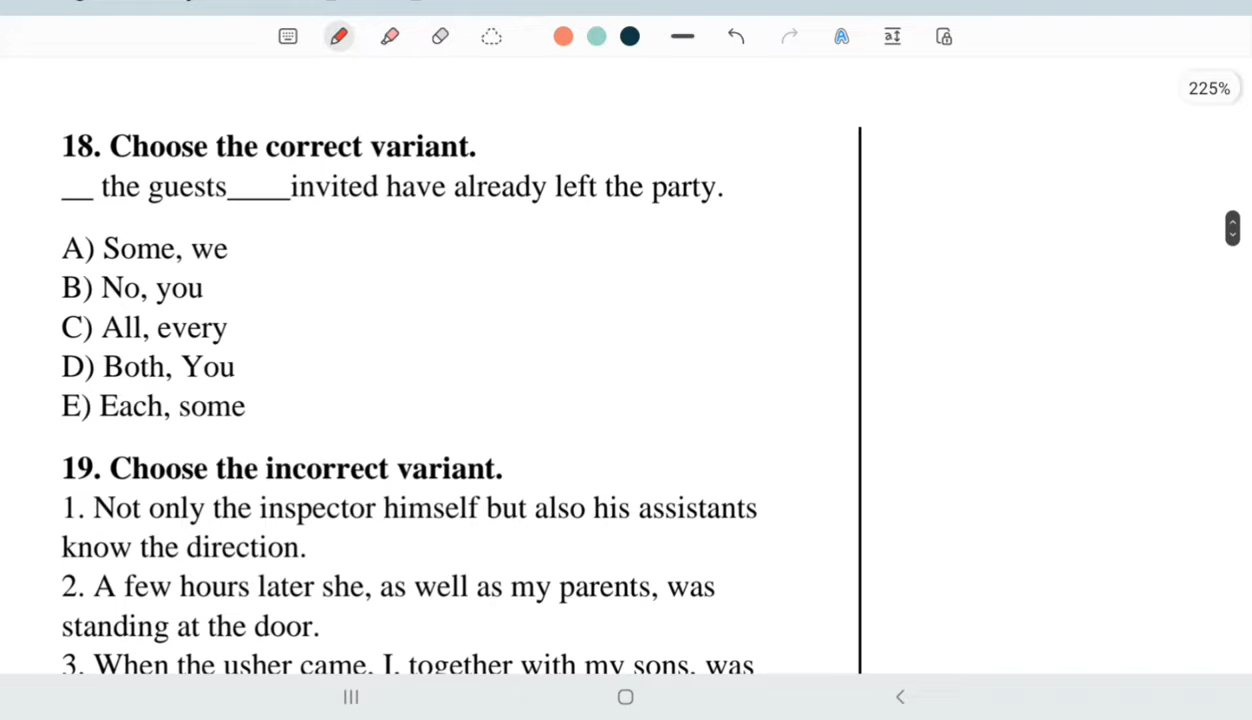 225%
18. Choose the correct variant.
__ the guests____invited have already left the party.
A) Some, we
B) No, you
C) All, every
D) Both, You
E) Each, some
19. Choose the incorrect variant.
1. Not only the inspector himself but also his assistants
know the direction.
2. A few hours later she, as well as my parents, was
standing at the door.
3. When the usher came, I, together with my sons, was